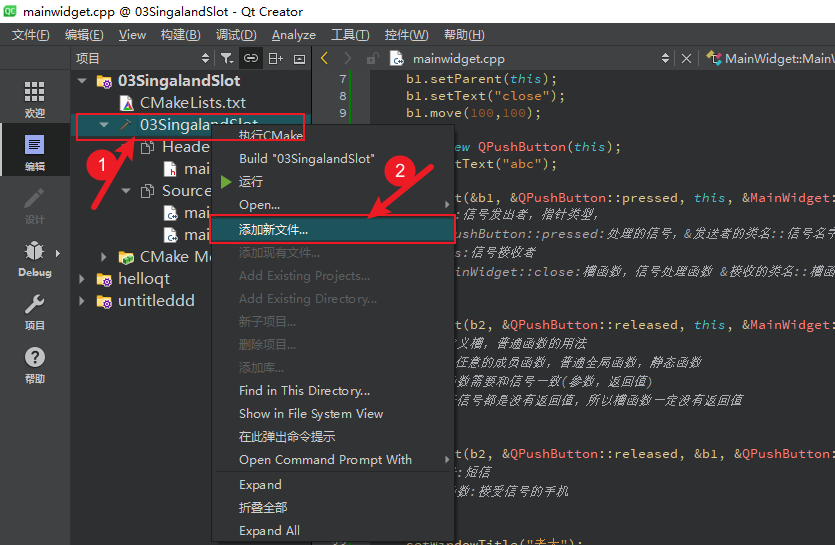 mainwidget.cpp @ 03SingalandSlot - Qt Creator
文件(F) 编辑(E) View 构建(B) 调试(D) Analyze 工具(T) 控件(W) 帮助(H)
项目
mainwidget.cpp
MainWidget::MainW
欢迎
编辑
设计
Debug
项目
帮助
03SingalandSlot
CMakeLists.txt
03SingalandSlot
Heade
mai
Source
mai
mai
CMake Mo
helloqt
untitleddd
1
2
执行CMake
Build "03SingalandSlot"
运行
Open...
添加新文件...
添加现有文件...
Add Existing Projects...
Add Existing Directory...
新子项目...
删除项目...
添加库...
Find in This Directory...
Show in File System View
在此弹出命令提示
Open Command Prompt With
Expand
折叠全部
Expand All
7 b1.setParent(this);
8 b1.setText("close");
9 b1.move(100,100);
ew QPushButton(this);
tText("abc");
t(&b1, &QPushButton::pressed, this, &MainWidget:
:信号发出者，指针类型，
ushButton::pressed:处理的信号，&发送者的类名::信号名字
s:信号接收者
ainWidget::close:槽函数，信号处理函数 &接收的类名::槽函
t(b2, &QPushButton::released, this, &MainWidget:
义槽，普通函数的用法
任意的成员函数，普通全局函数，静态函数
数需要和信号一致(参数，返回值)
信号都是没有返回值，所以槽函数一定没有返回值
t(b2, &QPushButton::released, &b1, &QPushButton:
:短信
数:接受信号的手机
setWindowTitle("老大");